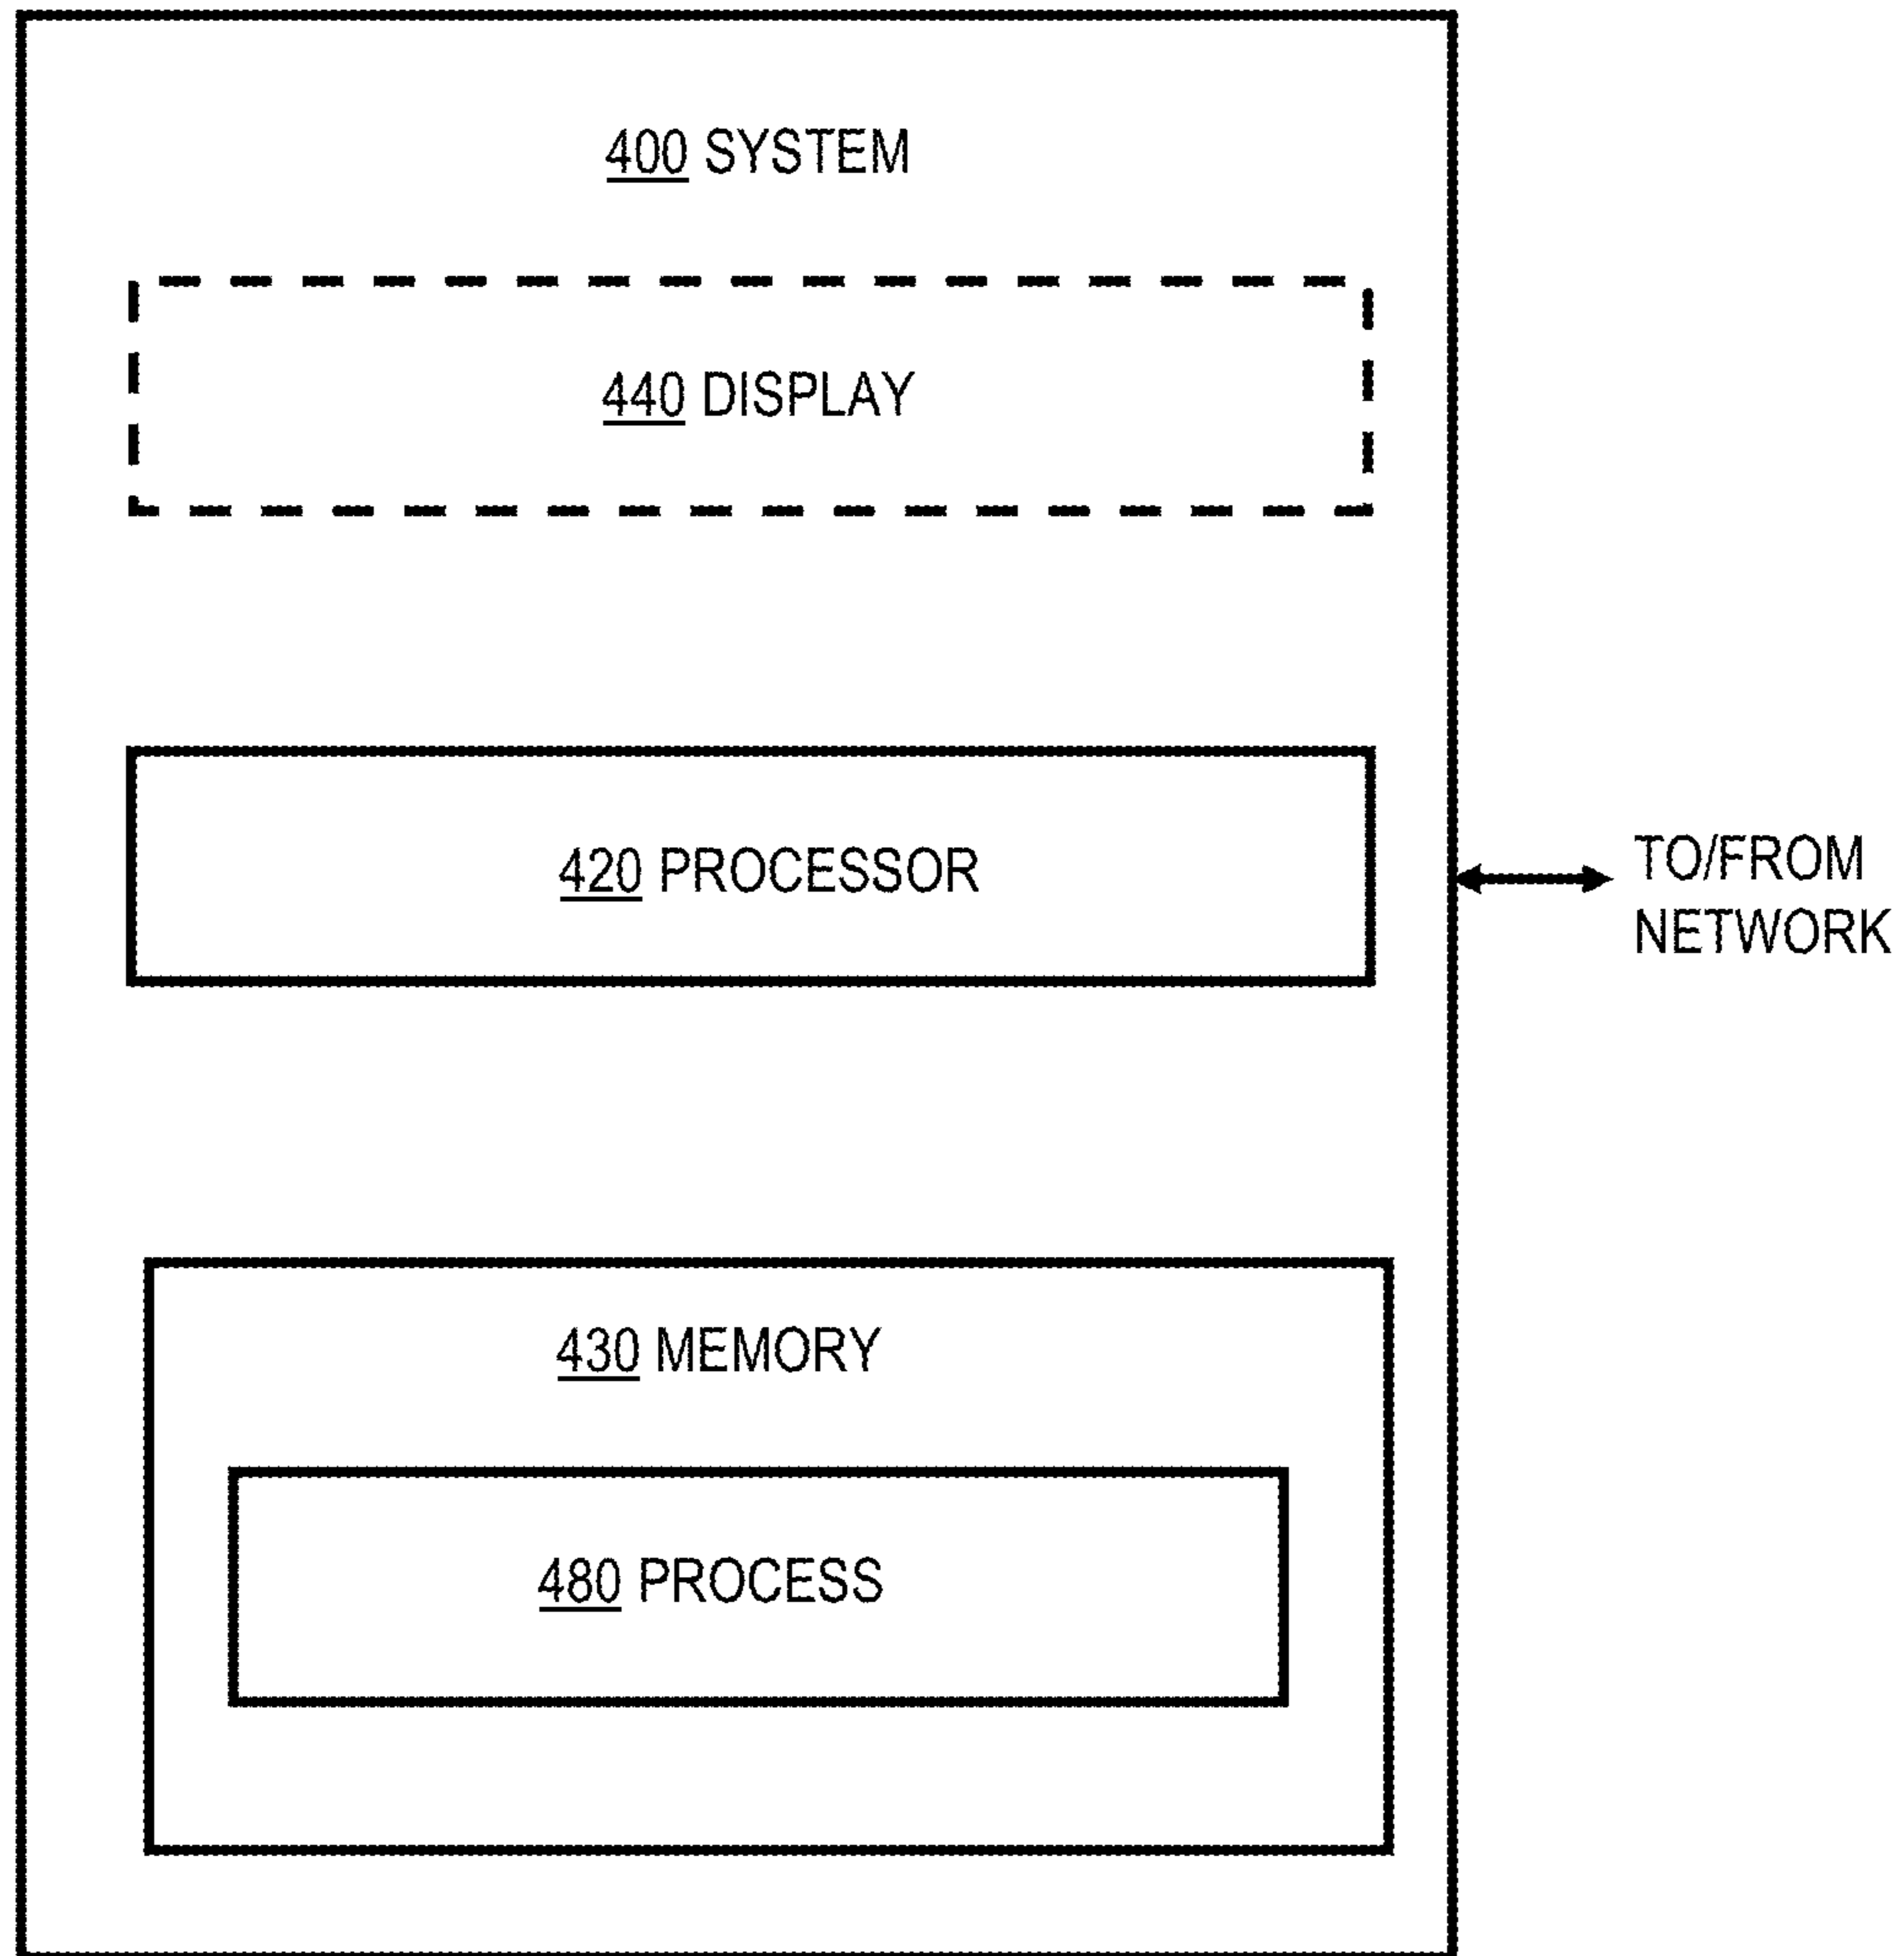 400 SYSTEM
440 DISPLAY
420 PROCESSOR
TO/FROM
NETWORK
430 MEMORY
480 PROCESS